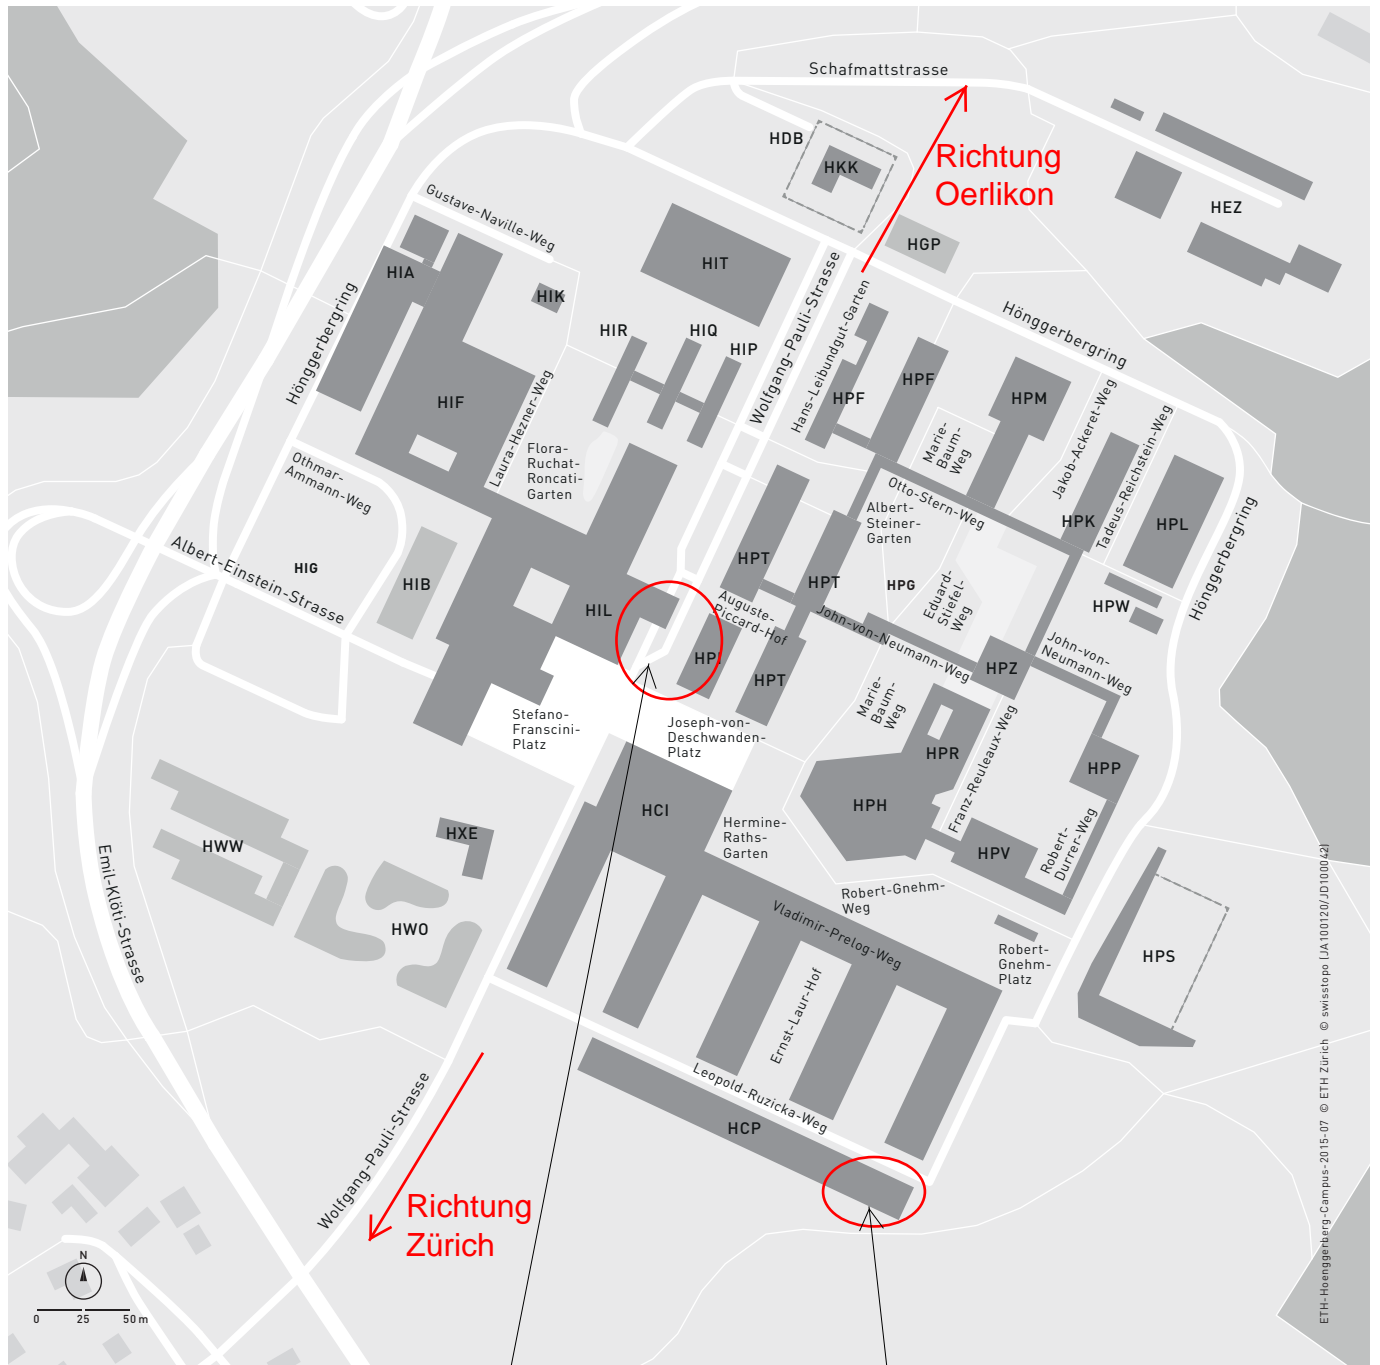 Schafmattstrasse
HDB
HKK
Richtung
Oerlikon
HEZ
HGP
Gustave-Naville-Weg
HIA
HIT
HIK
Wolfgang-Pauli-Strasse
Hans-Leibundgut-Garten
Hönggerbergring
Hönggerbergring
HIR
HIQ
HIP
HIF
Laura-Hezner-Weg
HPF
HPF
HPM
Jakob-Ackeret-Weg
Tadeus-Reichstein-Weg
Marie-
Baum-
Weg
Flora-
Ruchat-
Roncati-
Garten
Othmar-
Ammann-Weg
Otto-Stern-Weg
Albert-
Steiner-
Garten
HPK
HPL
Hönggerbergring
Albert-Einstein-Strasse
HIG
HIB
HIL
HPT
HPT
HPG
Eduard-
Stiefel-
Weg
HPW
Auguste-
Piccard-Hof
John-von-Neumann-Weg
John-von-
Neumann-Weg
HPI
HPT
HPZ
Marie-
Baum-
Weg
Stefano-
Franscini-
Platz
Joseph-von-
Deschwanden-
Platz
HPR
Franz-Reuleaux-Weg
HPP
HPH
HCI
Hermine-
Raths-
Garten
HXE
HWW
HPV
Robert-
Durrer-Weg
Emil-Klöti-Strasse
Robert-Gnehm-
Weg
Vladimir-Prelog-Weg
HWO
Robert-
Gnehm-
Platz
HPS
Ernst-Laur-Hof
Leopold-Ruzicka-Weg
HCP
Wolfgang-Pauli-Strasse
Richtung
Zürich
N
0 25 50 m
ETH-Hoenggerberg-Campus-2015-07 © ETH Zürich © swisstopo (JA100120/JD100042)